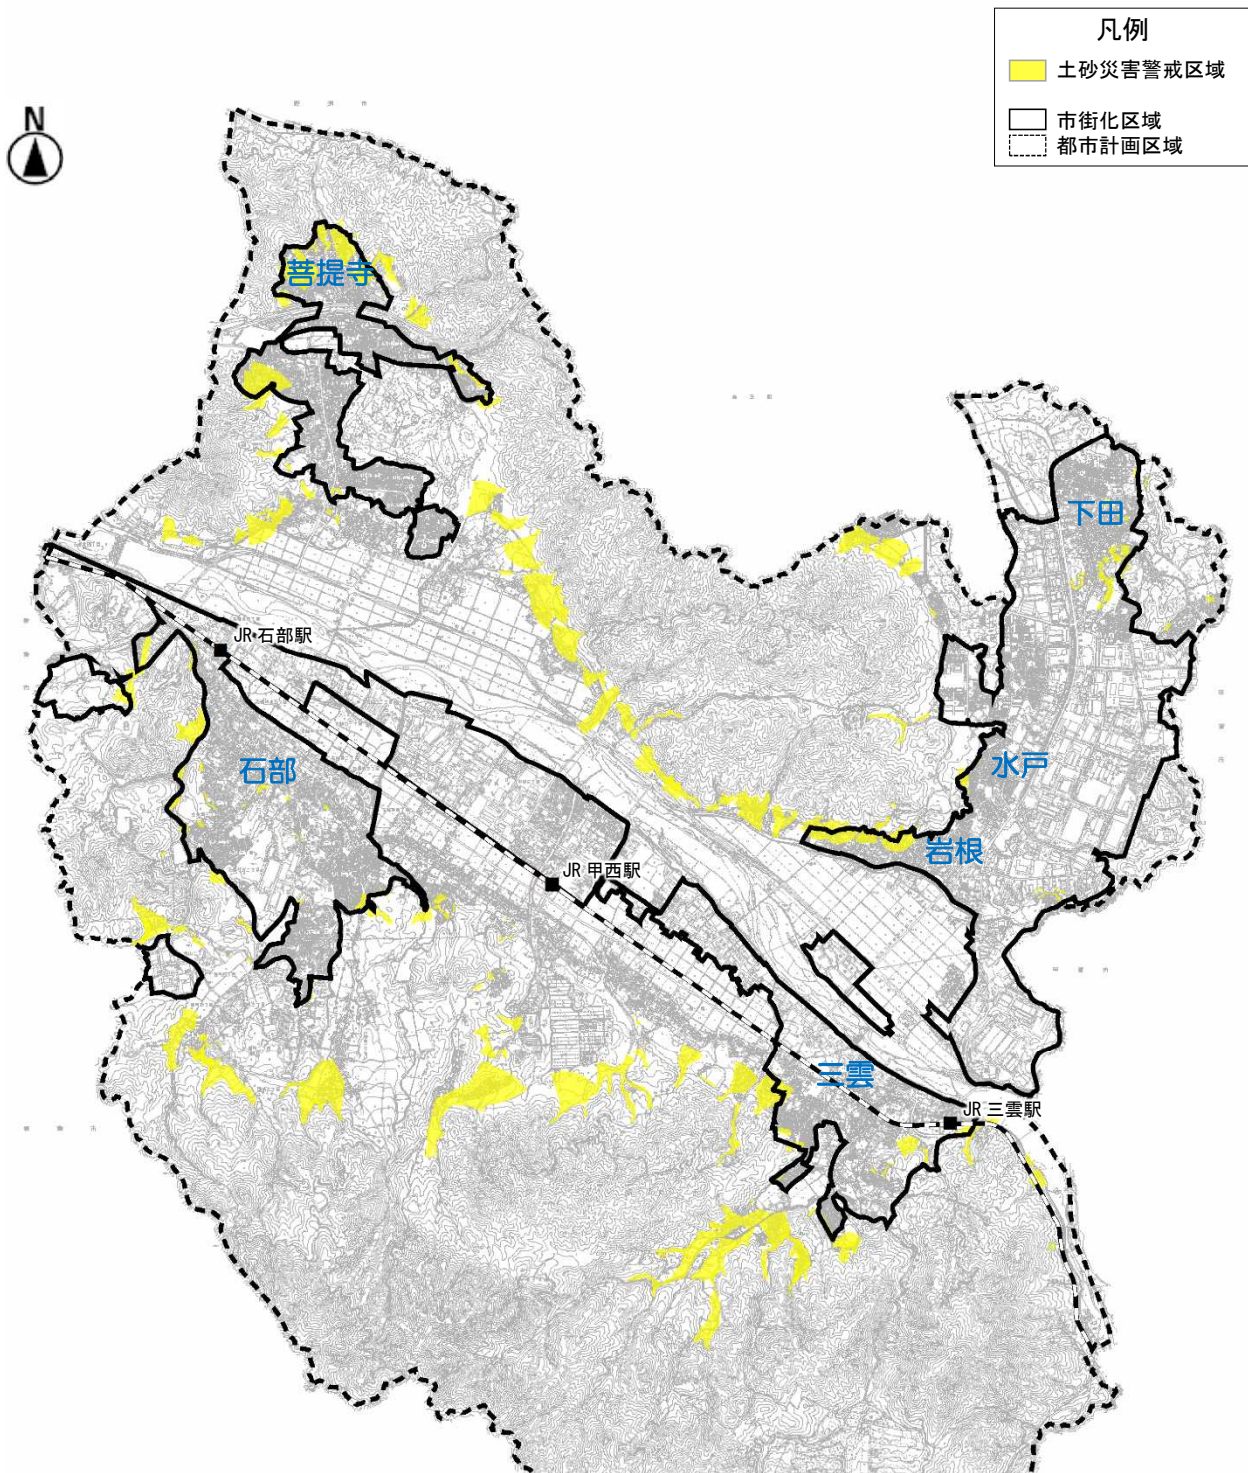 凡例
土砂災害警戒区域
市街化区域
都市計画区域
N
菩提寺
下田
JR 石部駅
石部
水戸
岩根
JR 甲西駅
三雲
JR 三雲駅